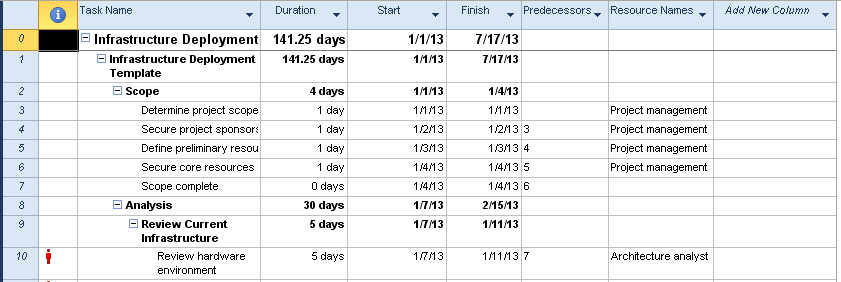 Task Name Duration Start Finish Predecessors Resource Names Add New Column
0 Infrastructure Deployment 141.25 days 1/1/13 7/17/13
1 Infrastructure Deployment 141.25 days 1/1/13 7/17/13
Template
2 Scope 4 days 1/1/13 1/4/13
3 Determine project scope 1 day 1/1/13 1/1/13 Project management
4 Secure project sponsors 1 day 1/2/13 1/2/13 3 Project management
5 Define preliminary resou 1 day 1/3/13 1/3/13 4 Project management
6 Secure core resources 1 day 1/4/13 1/4/13 5 Project management
7 Scope complete 0 days 1/4/13 1/4/13 6
8 Analysis 30 days 1/7/13 2/15/13
9 Review Current 5 days 1/7/13 1/11/13
Infrastructure
10 Review hardware 5 days 1/7/13 1/11/13 7 Architecture analyst
environment